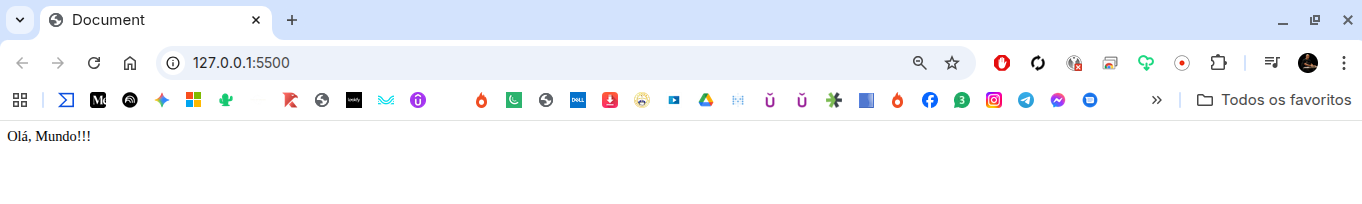 Document
127.0.0.1:5500
Todos os favoritos
Olá, Mundo!!!